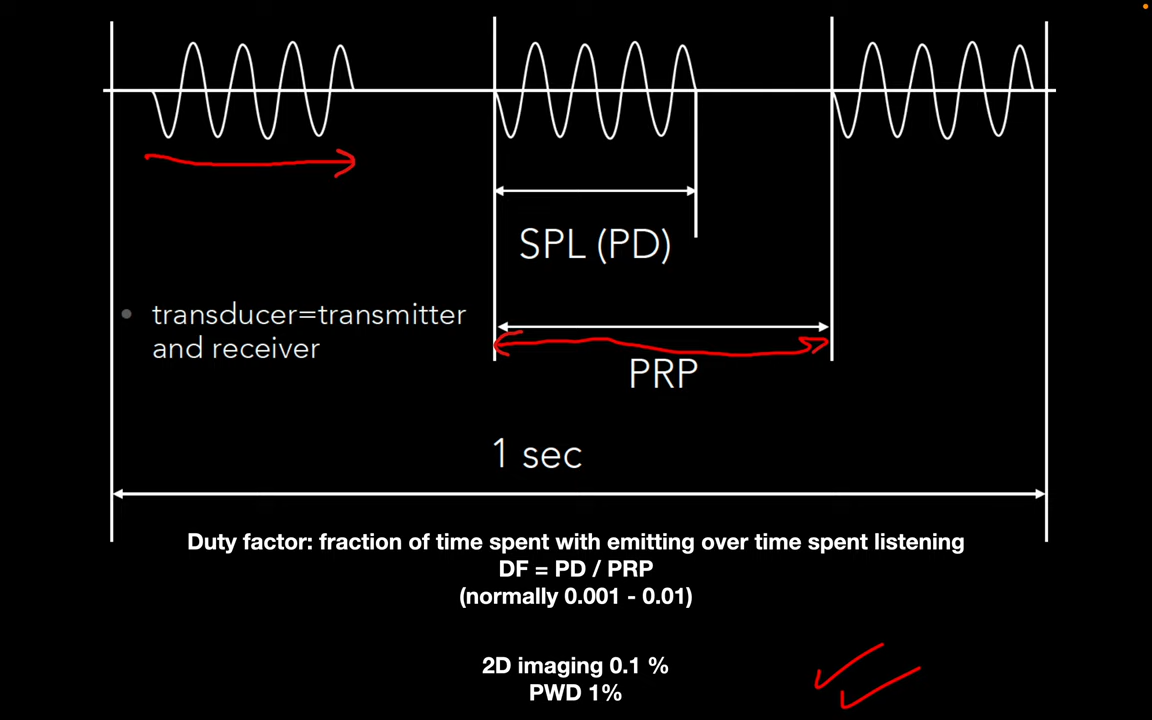 SPL (PD)
transducer=transmitter
and receiver
PRP
1 sec
Duty factor: fraction of time spent with emitting over time spent listening
DF = PD / PRP
(normally 0.001 - 0.01)
2D imaging 0.1 %
PWD 1%